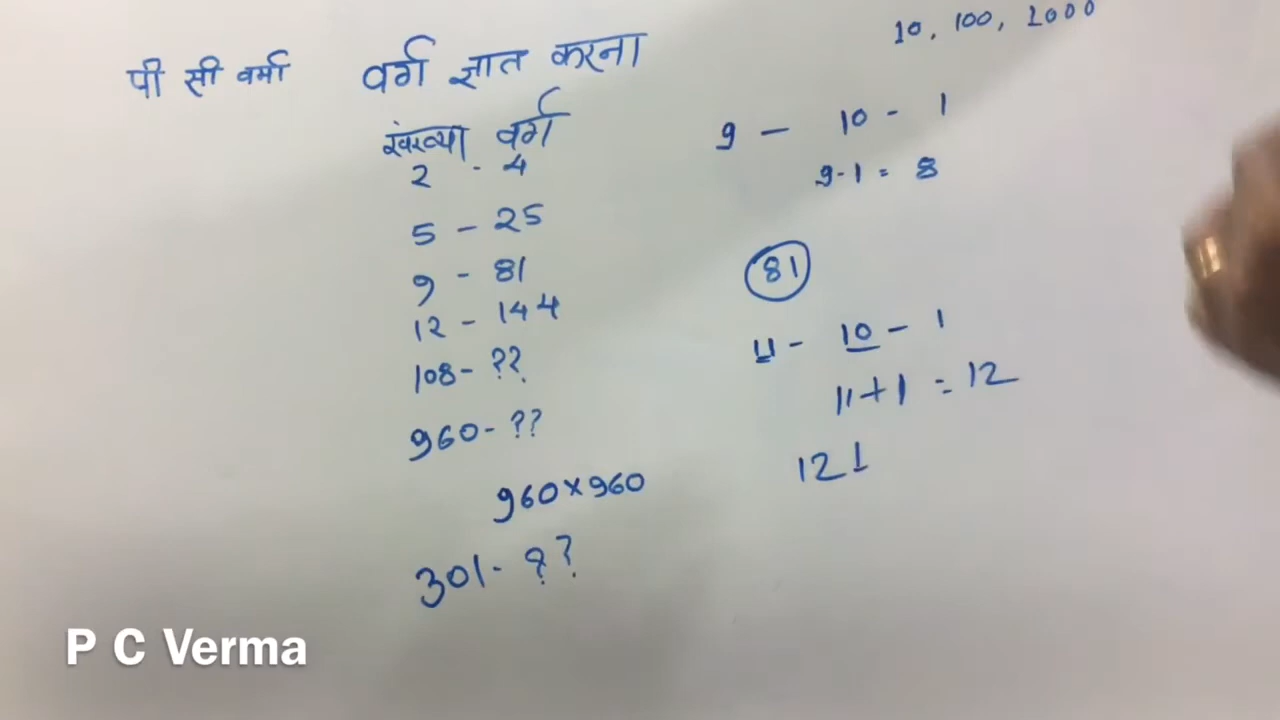 पी सी वर्मा
वर्ग ज्ञात करना
संख्या वर्ग
2 - 4
5 - 25
9 - 81
12 - 144
108 - ??
960 - ??
960×960
301 - ??
10, 100, 1000
9 - 10 - 1
9-1 = 8
81
11 - 10 - 1
11+1 = 12
121
P C Verma